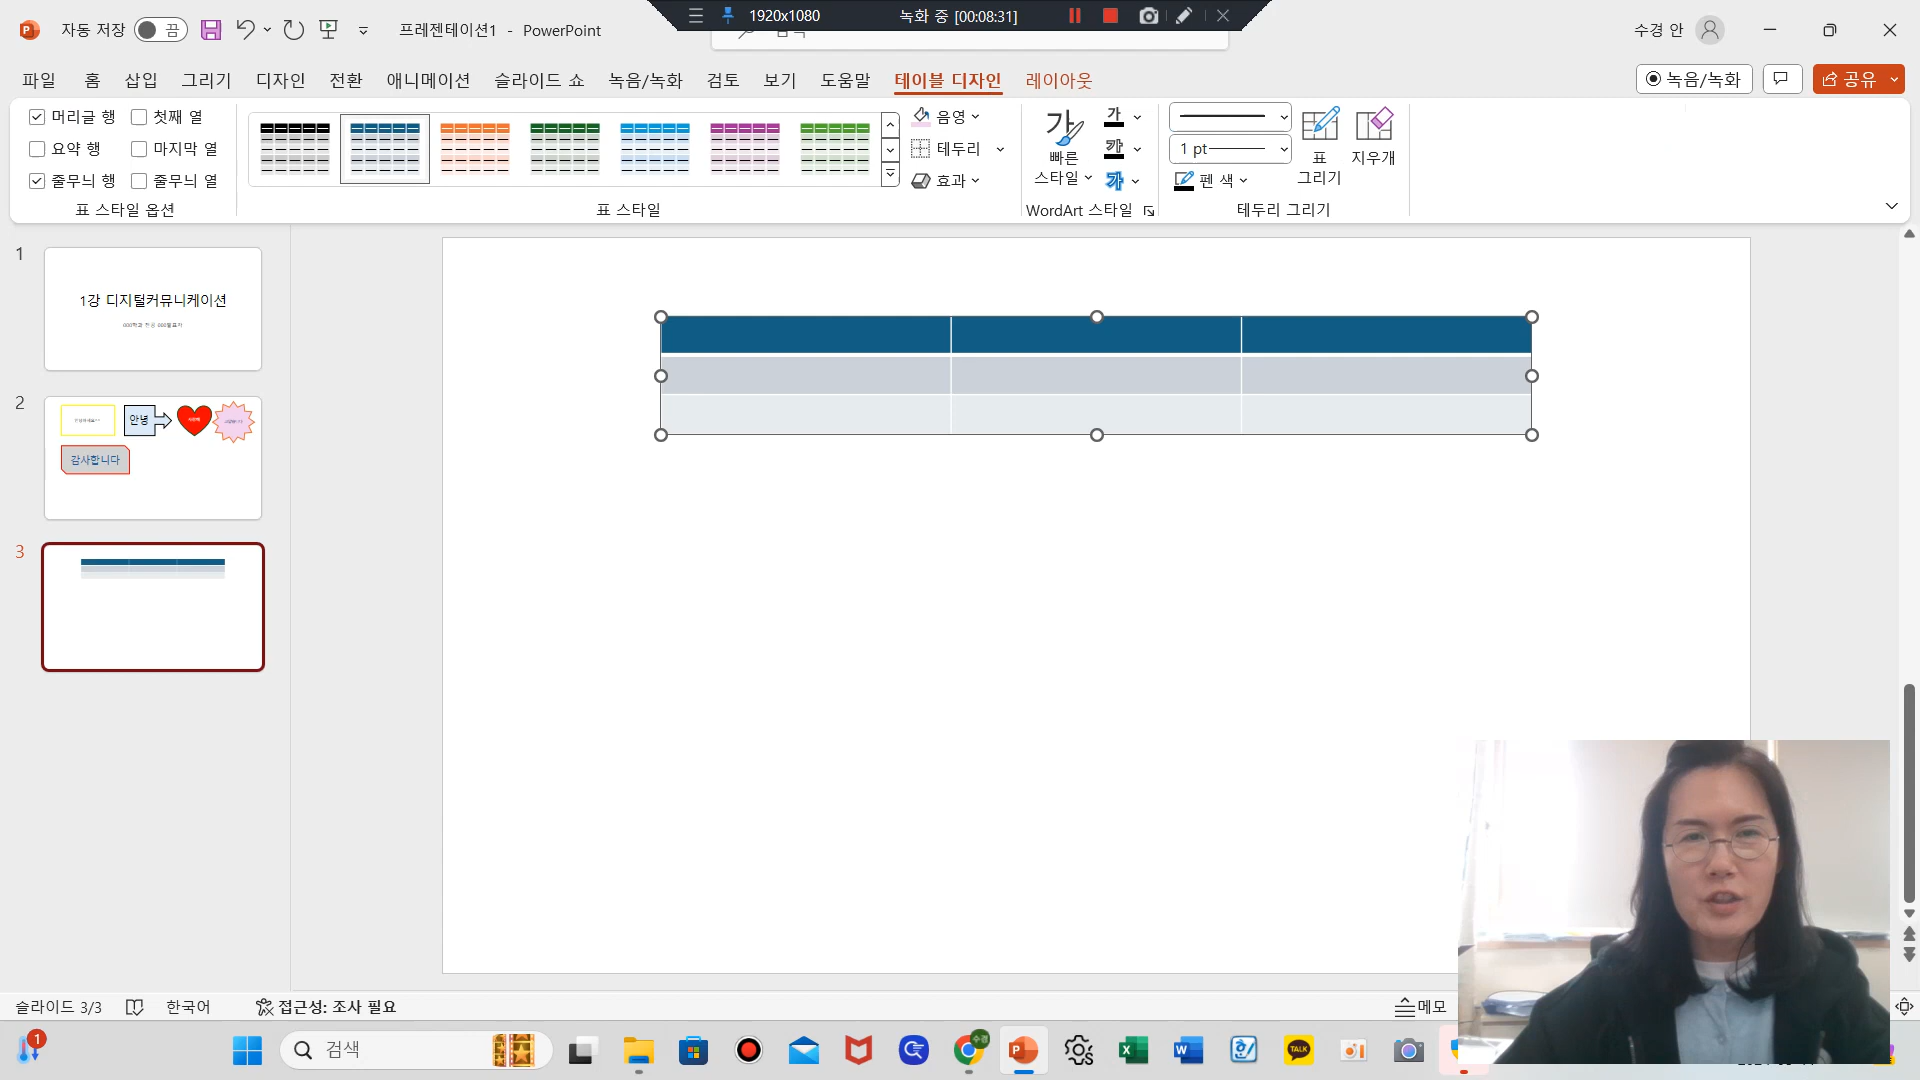 1920x1080 녹화 중 [00:08:31]
자동 저장 끔 프레젠테이션1 - PowerPoint 수경 안
파일 홈 삽입 그리기 디자인 전환 애니메이션 슬라이드 쇼 녹음/녹화 검토 보기 도움말 테이블 디자인 레이아웃 녹음/녹화 공유
머리글 행 첫째 열
요약 행 마지막 열
줄무늬 행 줄무늬 열
표 스타일 옵션
음영
테두리
효과
표 스타일
가
빠른
스타일
가
가
가
WordArt 스타일
1 pt
펜 색
표
그리기
지우개
테두리 그리기
1
1강 디지털커뮤니케이션
2
안녕
감사합니다
3
슬라이드 3/3 한국어 접근성: 조사 필요 메모
1
검색
수경
TALK